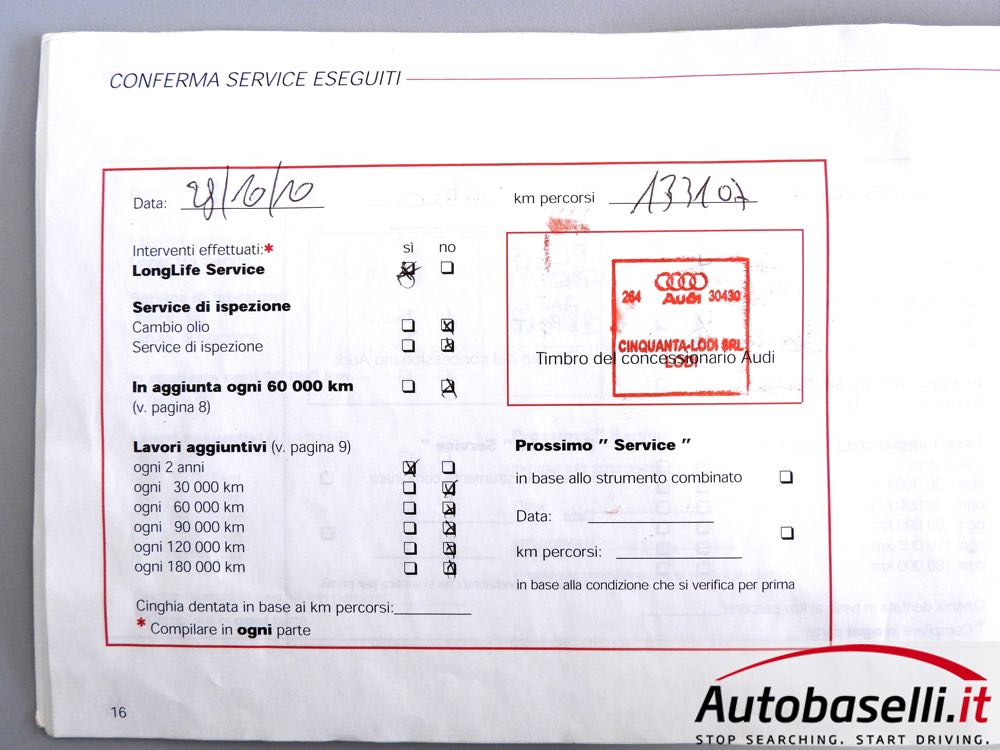 CONFERMA SERVICE ESEGUITI
Data: 28/10/10
km percorsi 133107
Interventi effettuati:* sì no
LongLife Service
Service di ispezione
Cambio olio
Service di ispezione
In aggiunta ogni 60 000 km
(v. pagina 8)
Lavori aggiuntivi (v. pagina 9)
ogni 2 anni
ogni 30 000 km
ogni 60 000 km
ogni 90 000 km
ogni 120 000 km
ogni 180 000 km
Cinghia dentata in base ai km percorsi:
* Compilare in ogni parte
264 Audi 30430
CINQUANTA-LODI SRL
LODI
Timbro del concessionario Audi
Prossimo " Service "
in base allo strumento combinato
Data:
km percorsi:
in base alla condizione che si verifica per prima
16
Autobaselli.it
STOP SEARCHING. START DRIVING.